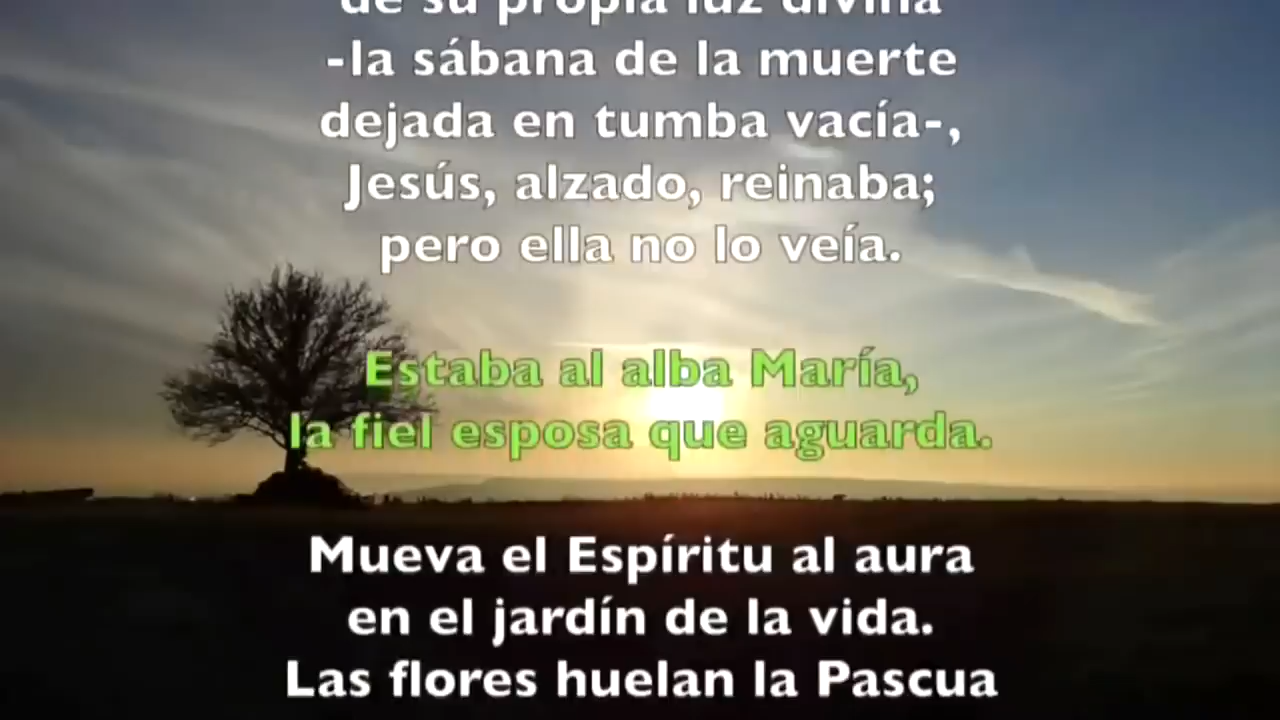 de su propia luz divina
-la sábana de la muerte
dejada en tumba vacía-,
Jesús, alzado, reinaba;
pero ella no lo veía.
Estaba al alba María,
la fiel esposa que aguarda.
Mueva el Espíritu al aura
en el jardín de la vida.
Las flores huelan la Pascua